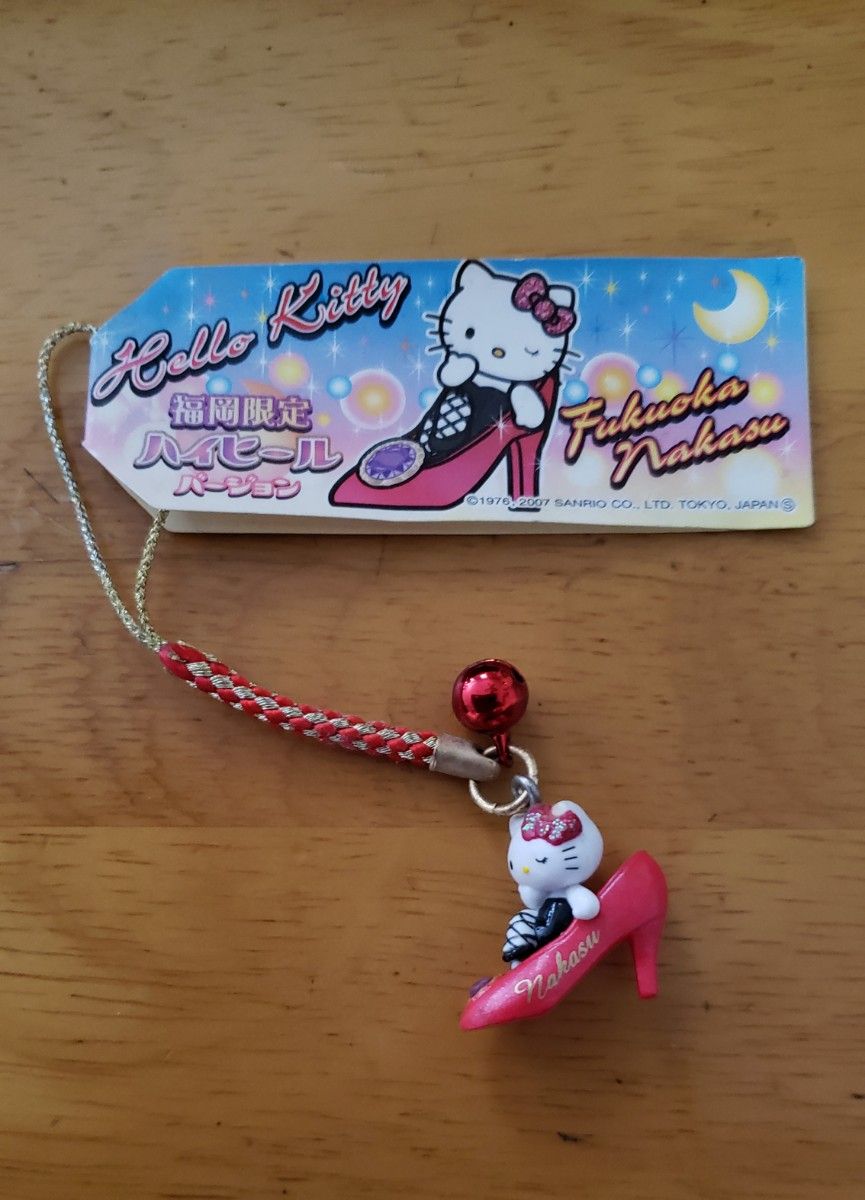 Hello Kitty
福岡限定
ハイヒール
バージョン
Fukuoka
Nakasu
©1976, 2007 SANRIO CO., LTD. TOKYO, JAPAN Ⓢ
Nakasu